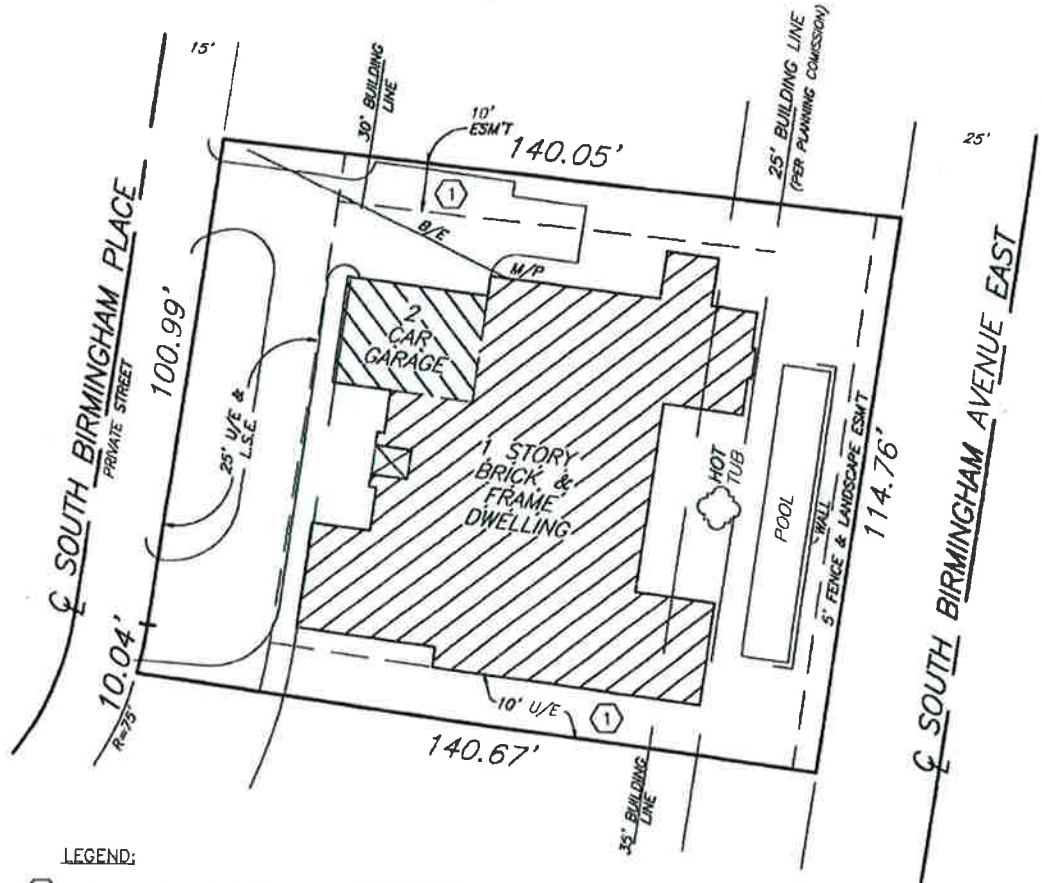 15'
30' BUILDING
LINE
10'
ESM'T
140.05'
25' BUILDING LINE
(PER PLANNING COMISSION)
25'
1
B/E
M/P
SOUTH BIRMINGHAM PLACE
PRIVATE STREET
100.99'
2
CAR
GARAGE
25' U/E &
L.S.E.
1 STORY
BRICK &
FRAME
DWELLING
HOT
TUB
POOL
WALL
5' FENCE & LANDSCAPE ESM'T
114.76'
℄ SOUTH BIRMINGHAM AVENUE EAST
℄
10.04'
R=75'
10' U/E
1
140.67'
35' BUILDING
LINE
LEGEND: